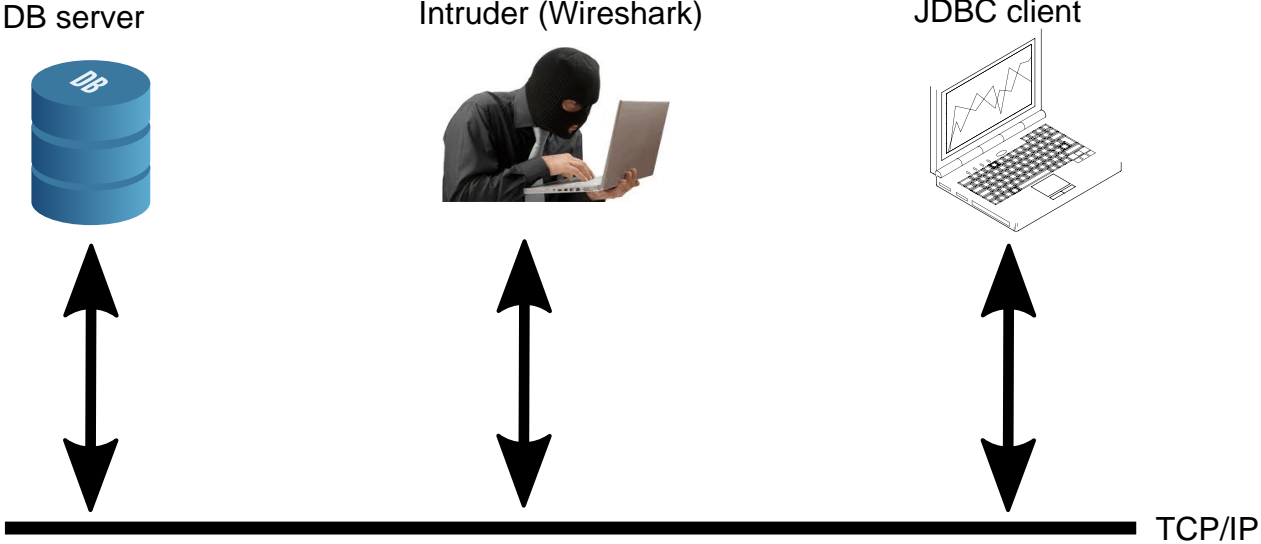 DB server
Intruder (Wireshark)
JDBC client
DB
TCP/IP